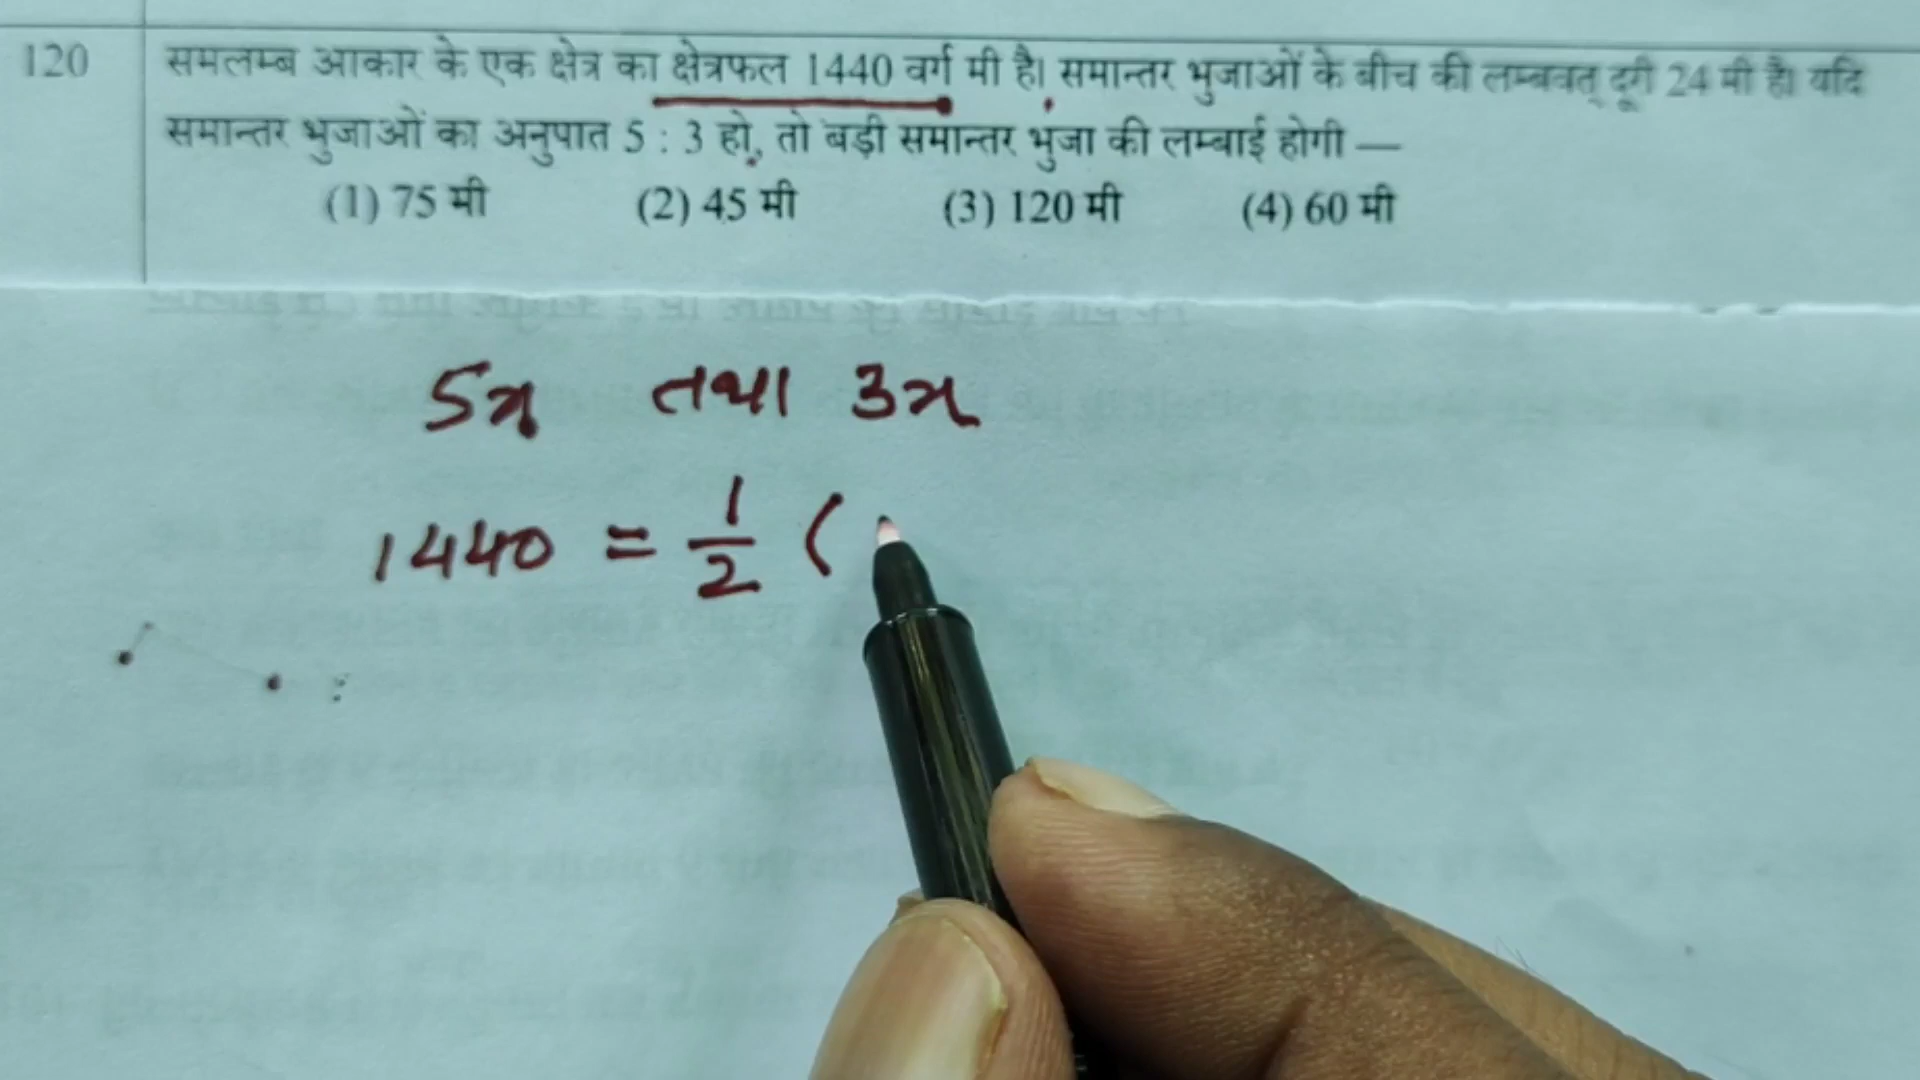 120 समलम्ब आकार के एक क्षेत्र का क्षेत्रफल 1440 वर्ग मी है। समान्तर भुजाओं के बीच की लम्बवत् दूरी 24 मी है। यदि
समान्तर भुजाओं का अनुपात 5 : 3 हो, तो बड़ी समान्तर भुजा की लम्बाई होगी —
(1) 75 मी (2) 45 मी (3) 120 मी (4) 60 मी
5x तथा 3x
1440 = 1/2 (